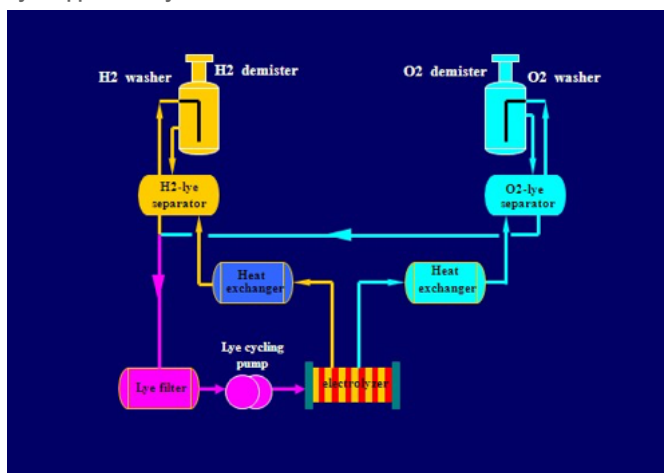 H2 washer
H2 demister
O2 demister
O2 washer
H2-lye
separator
O2-lye
separator
Heat
exchanger
Heat
exchanger
Lye cycling
pump
Lye filter
electrolyzer